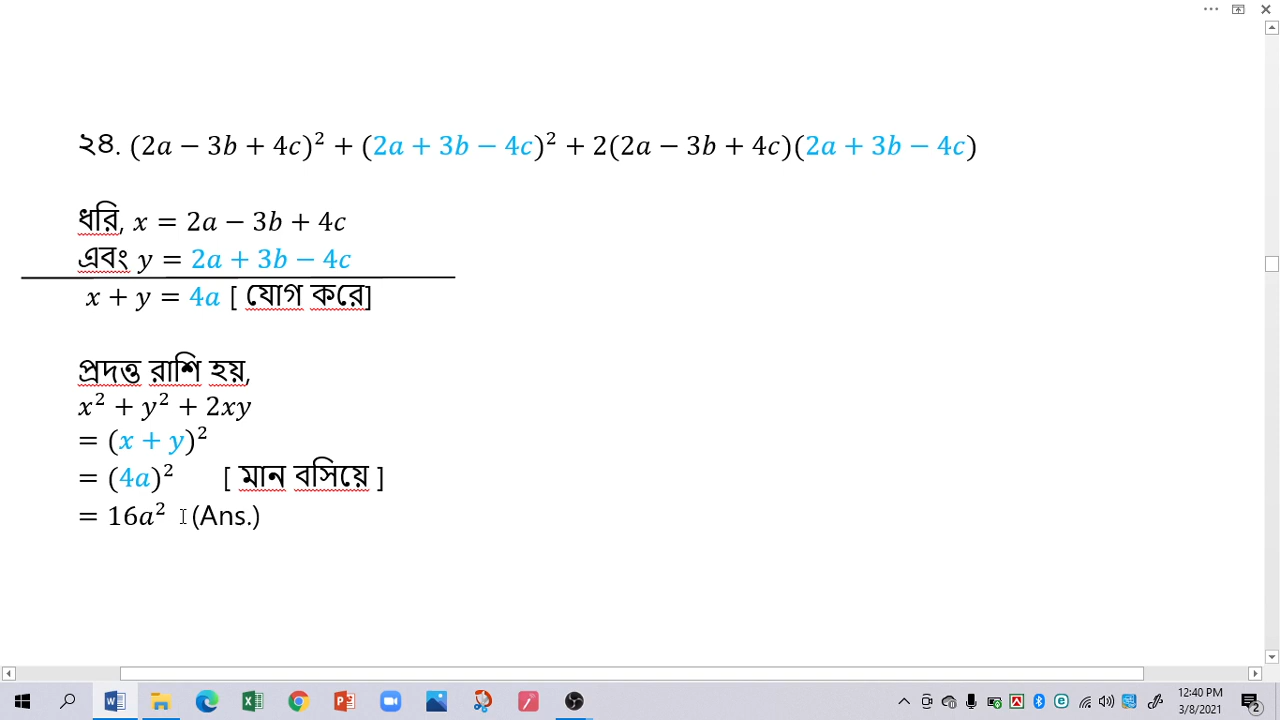 ২৪. (2a − 3b + 4c)² + (2a + 3b − 4c)² + 2(2a − 3b + 4c)(2a + 3b − 4c)
ধরি, x = 2a − 3b + 4c
এবং y = 2a + 3b − 4c
x + y = 4a [ যোগ করে]
প্রদত্ত রাশি হয়,
x² + y² + 2xy
= (x + y)²
= (4a)² [ মান বসিয়ে ]
= 16a² (Ans.)
12:40 PM
3/8/2021
2